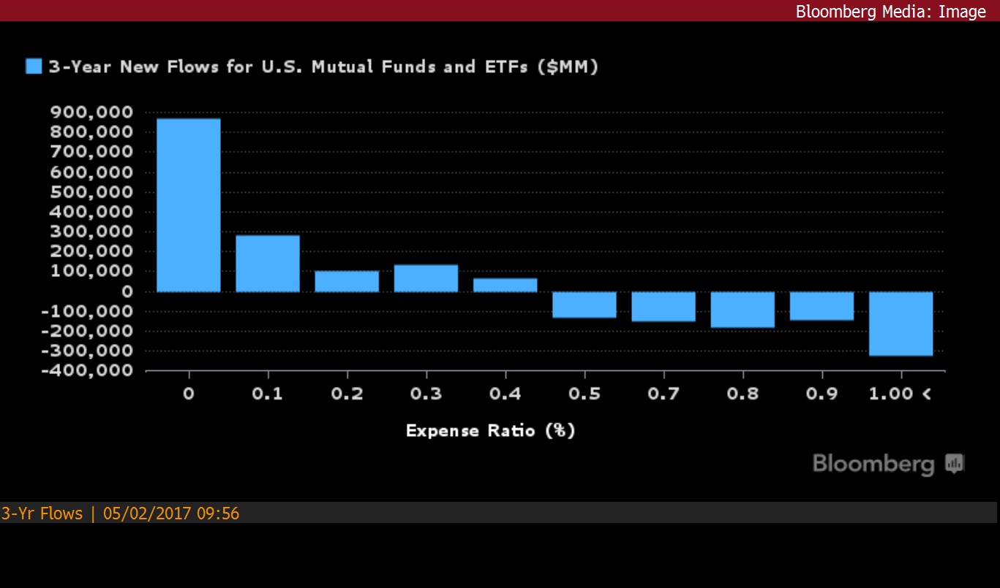 Bloomberg Media: Image
3-Year New Flows for U.S. Mutual Funds and ETFs ($MM)
900,000
800,000
700,000
600,000
500,000
400,000
300,000
200,000
100,000
0
-100,000
-200,000
-300,000
-400,000
0 0.1 0.2 0.3 0.4 0.5 0.7 0.8 0.9 1.00 <
Expense Ratio (%)
Bloomberg
3-Yr Flows | 05/02/2017 09:56